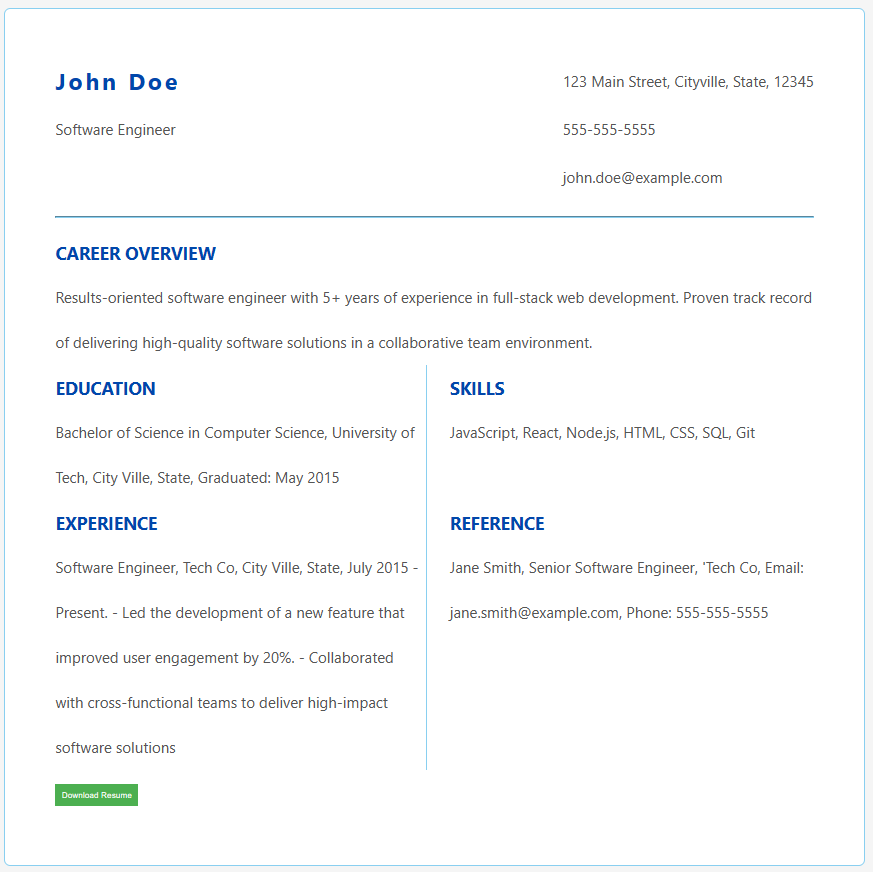 John Doe
Software Engineer
123 Main Street, Cityville, State, 12345
555-555-5555
john.doe@example.com
CAREER OVERVIEW
Results-oriented software engineer with 5+ years of experience in full-stack web development. Proven track record
of delivering high-quality software solutions in a collaborative team environment.
EDUCATION
Bachelor of Science in Computer Science, University of
Tech, City Ville, State, Graduated: May 2015
SKILLS
JavaScript, React, Node.js, HTML, CSS, SQL, Git
EXPERIENCE
Software Engineer, Tech Co, City Ville, State, July 2015 -
Present. - Led the development of a new feature that
improved user engagement by 20%. - Collaborated
with cross-functional teams to deliver high-impact
software solutions
REFERENCE
Jane Smith, Senior Software Engineer, 'Tech Co, Email:
jane.smith@example.com, Phone: 555-555-5555
Download Resume